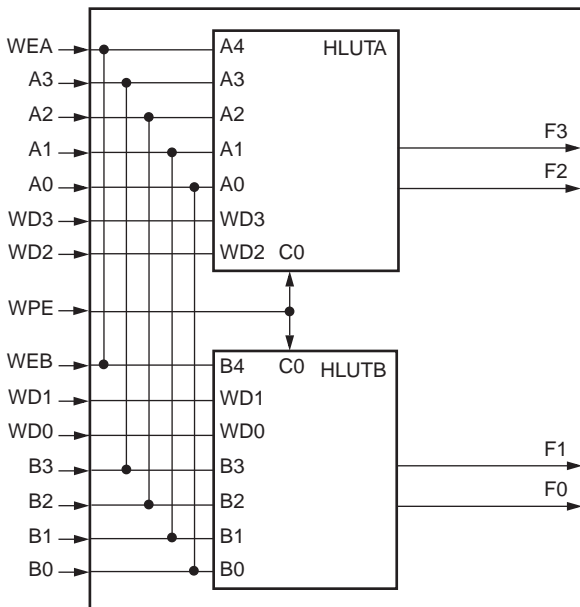 WEA A4 HLUTA
A3 A3
A2 A2
A1 A1 F3
A0 A0 F2
WD3 WD3
WD2 WD2 C0
WPE
WEB B4 C0 HLUTB
WD1 WD1
WD0 WD0
B3 B3 F1
B2 B2 F0
B1 B1
B0 B0